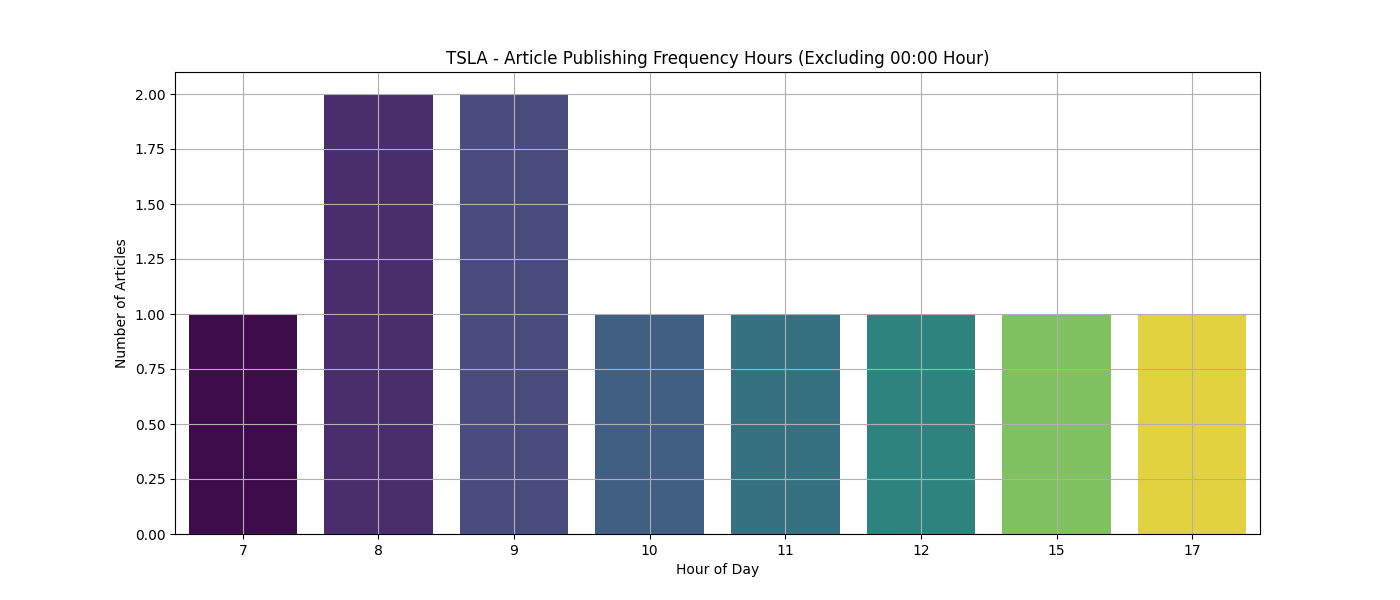 TSLA - Article Publishing Frequency Hours (Excluding 00:00 Hour)
Number of Articles
2.00
1.75
1.50
1.25
1.00
0.75
0.50
0.25
0.00
7 8 9 10 11 12 15 17
Hour of Day